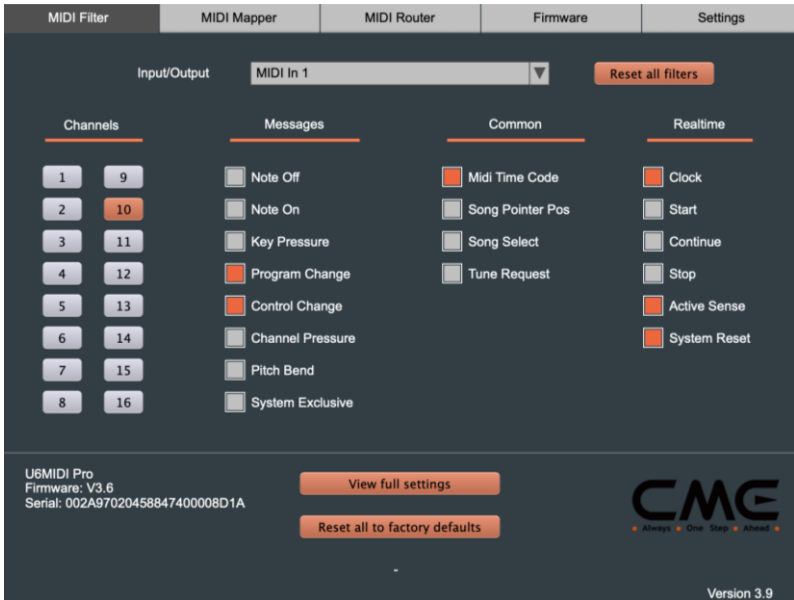 MIDI Filter MIDI Mapper MIDI Router Firmware Settings
Input/Output MIDI In 1 Reset all filters
Channels Messages Common Realtime
1 9 Note Off Midi Time Code Clock
2 10 Note On Song Pointer Pos Start
3 11 Key Pressure Song Select Continue
4 12 Program Change Tune Request Stop
5 13 Control Change Active Sense
6 14 Channel Pressure System Reset
7 15 Pitch Bend
8 16 System Exclusive
U6MIDI Pro
Firmware: V3.6
Serial: 002A97020458847400008D1A
View full settings
Reset all to factory defaults
CME
Always One Step Ahead
-
Version 3.9